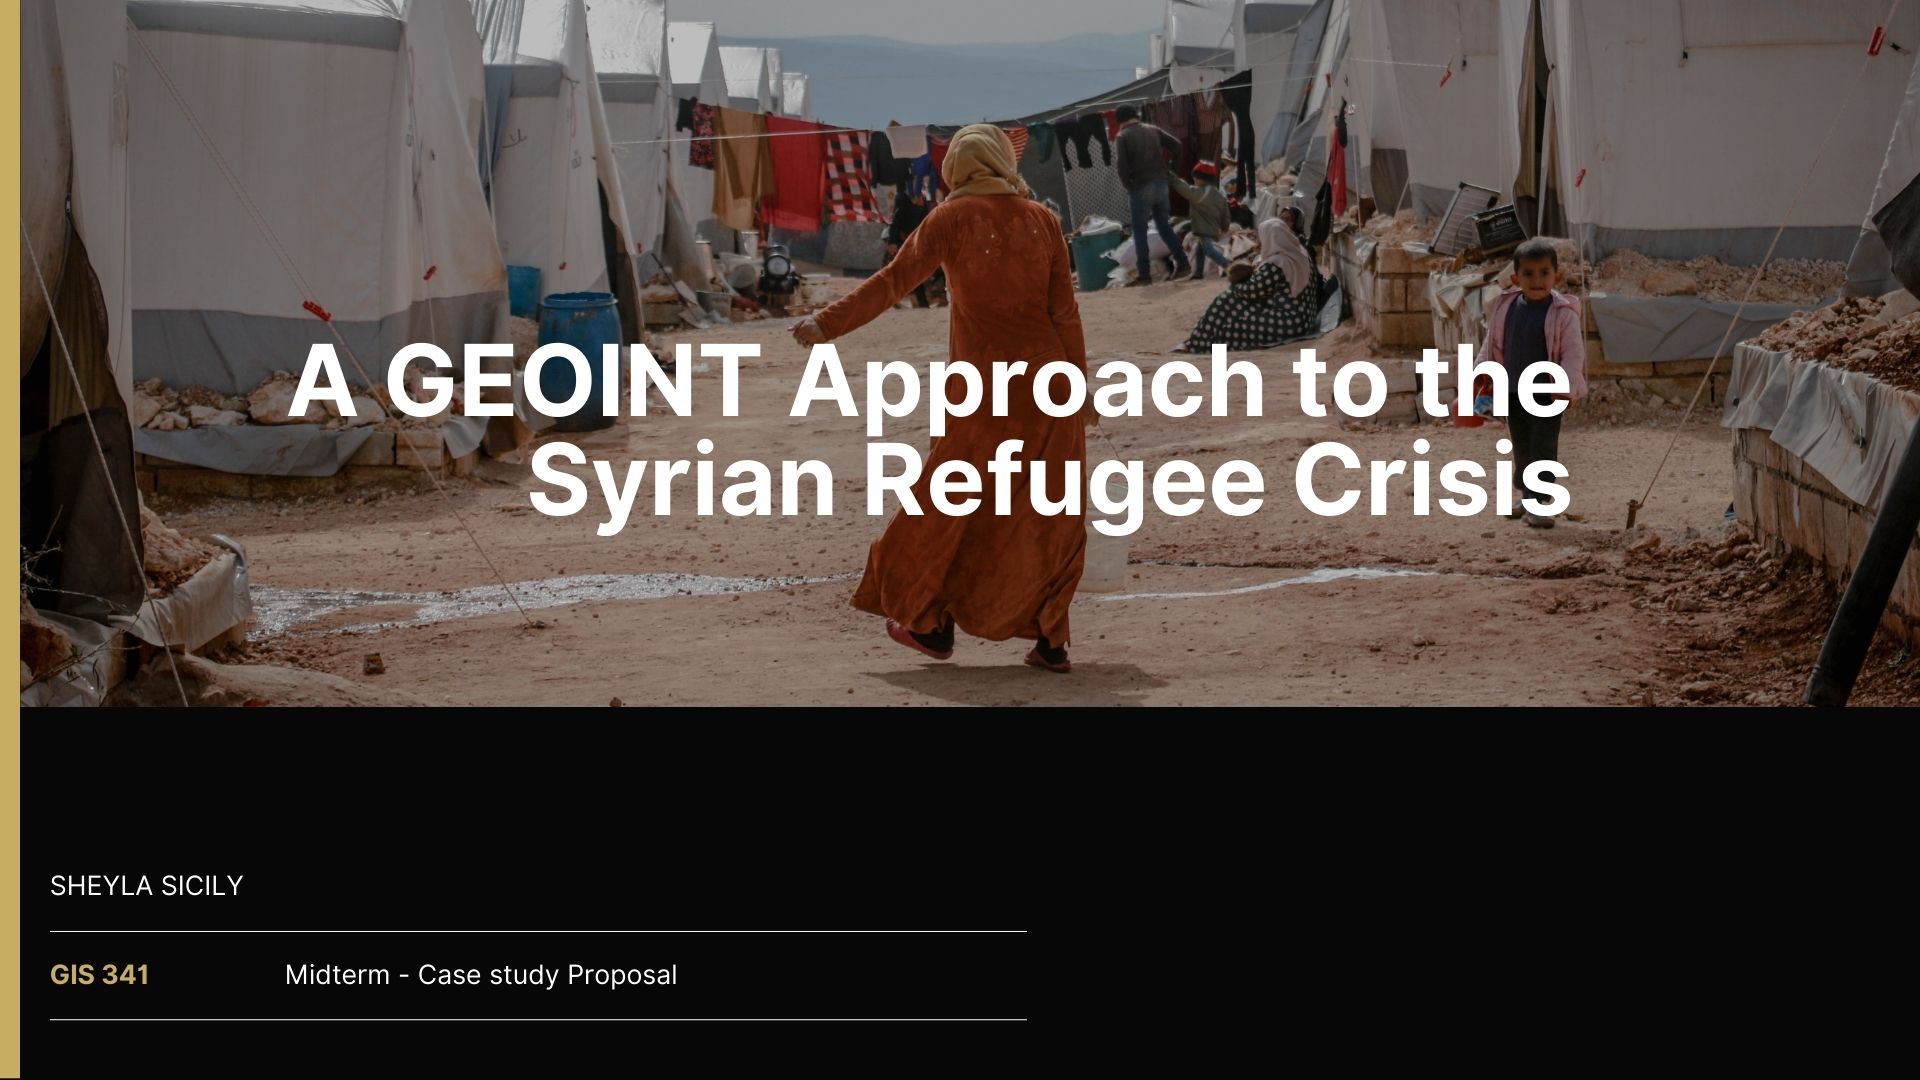 A GEOINT Approach to the
Syrian Refugee Crisis
SHEYLA SICILY
GIS 341
Midterm - Case study Proposal